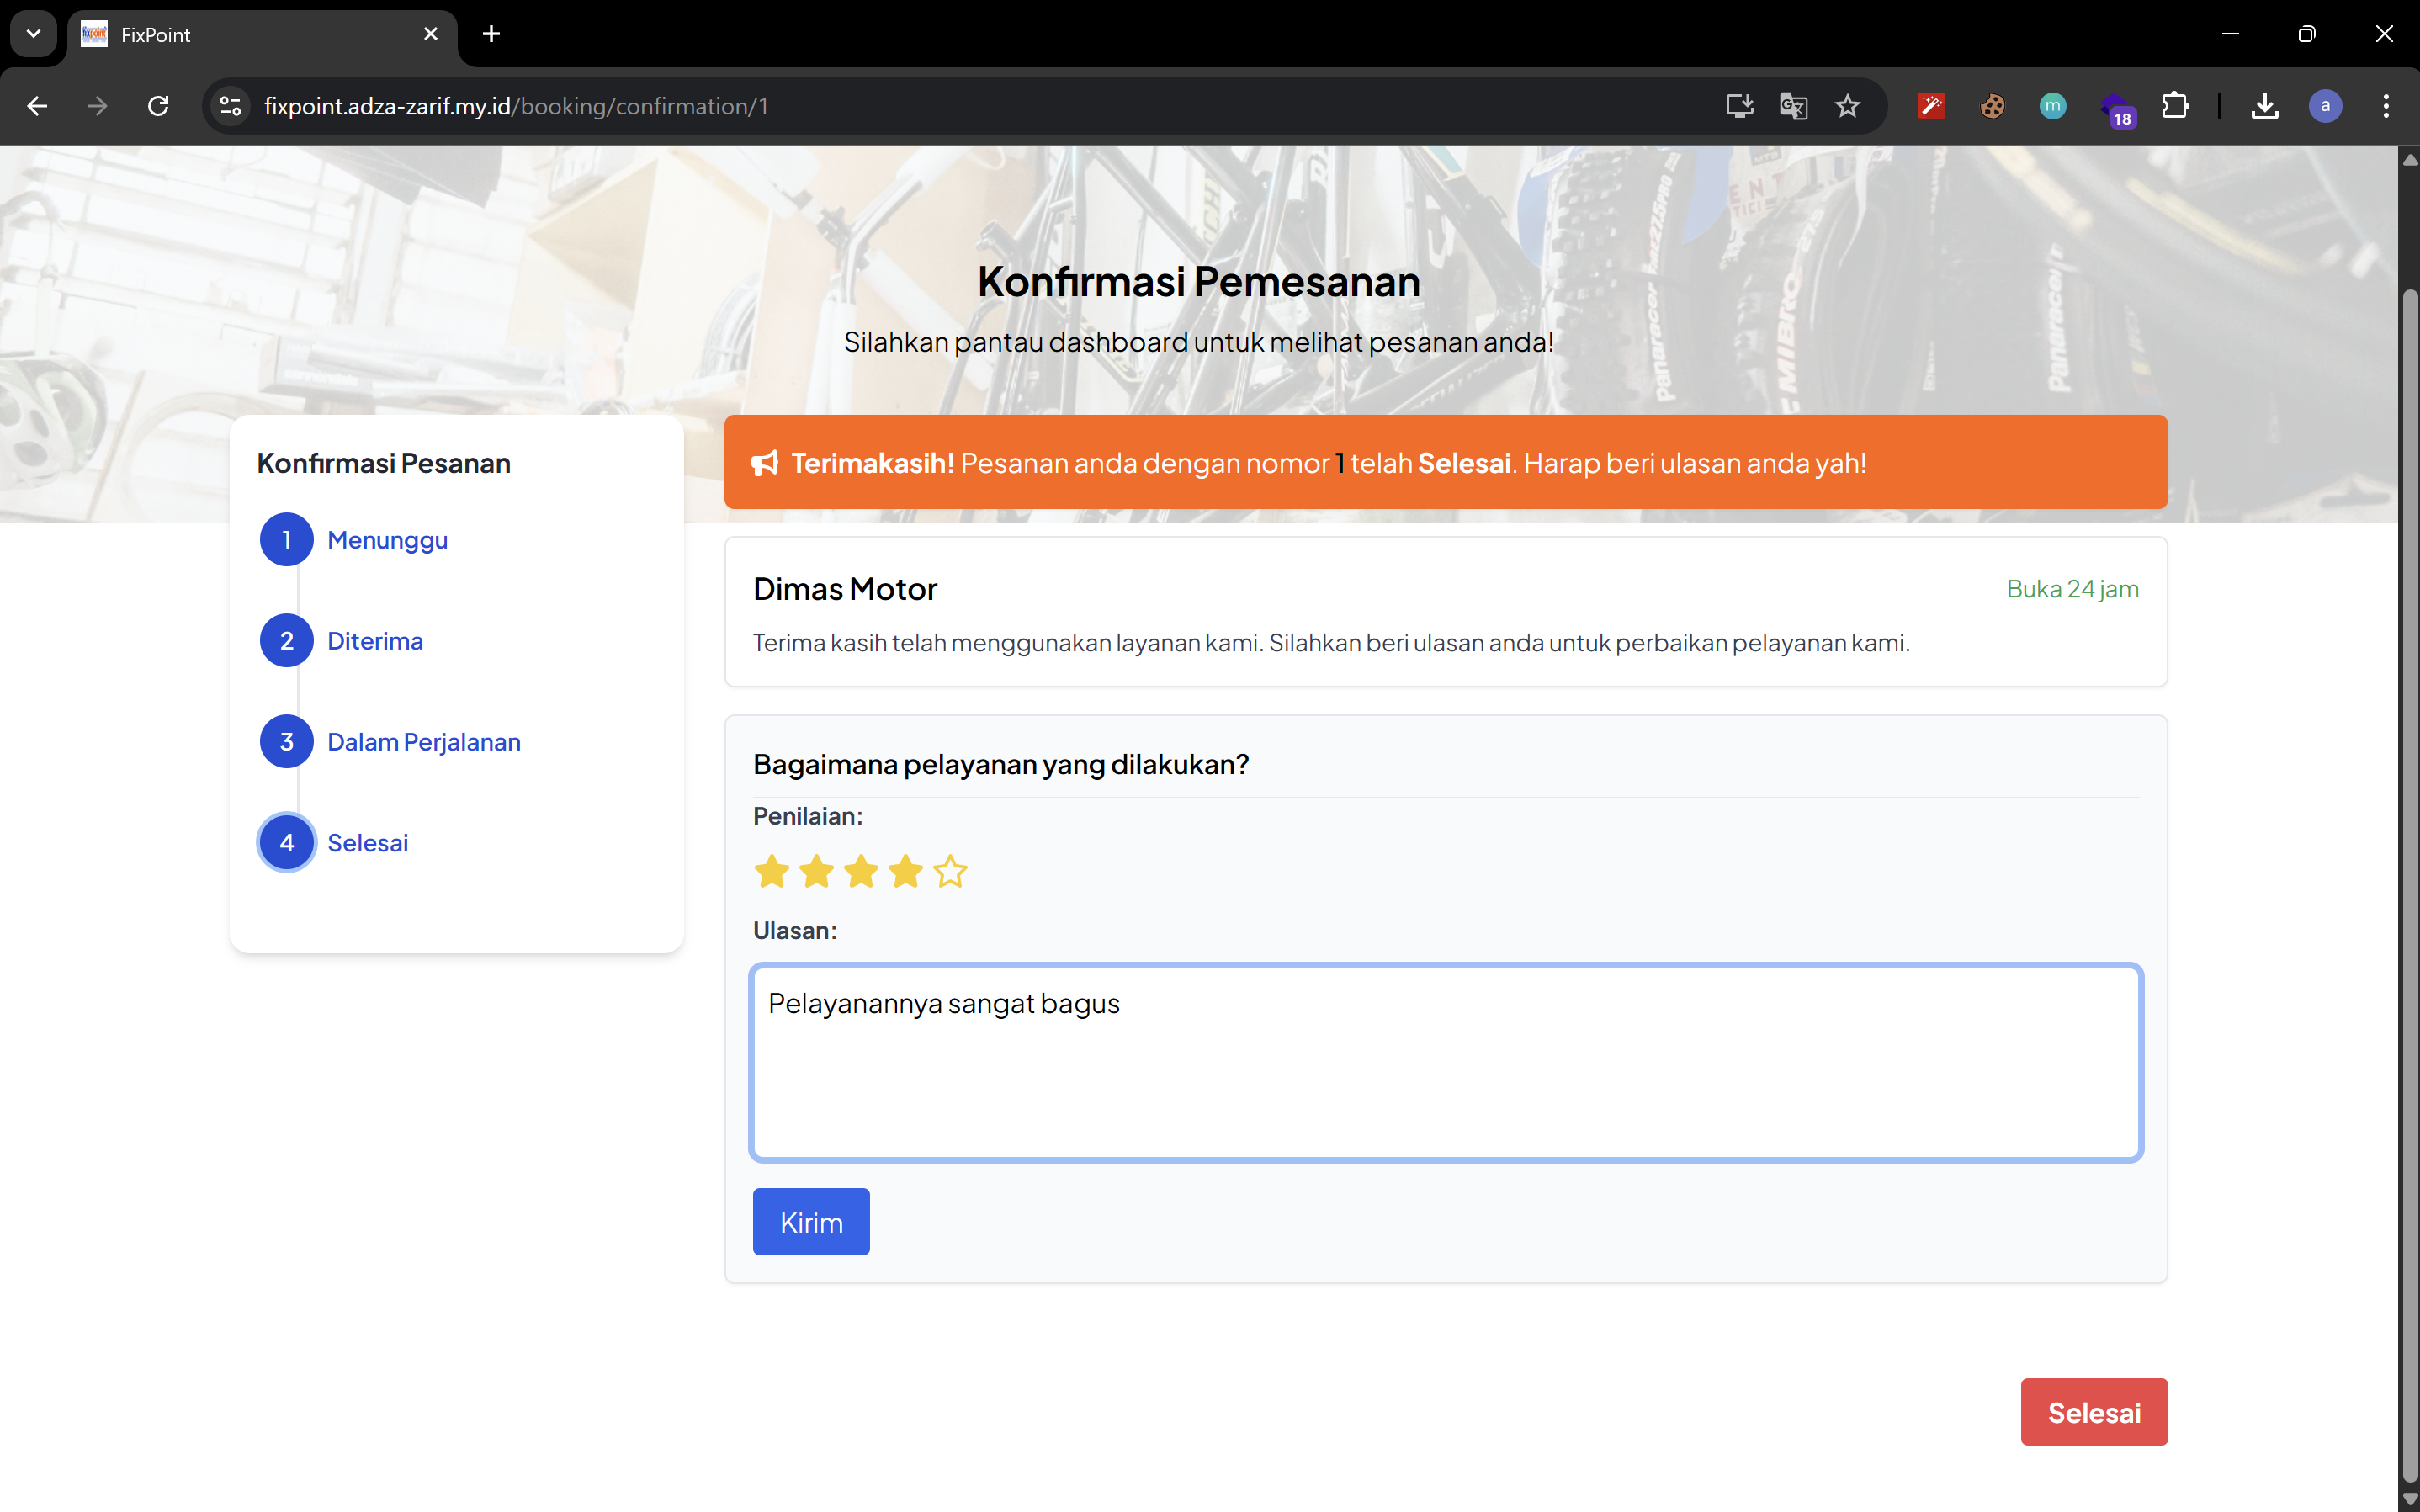 FixPoint
fixpoint.adza-zarif.my.id/booking/confirmation/1
m
18
a
Konfirmasi Pemesanan
Silahkan pantau dashboard untuk melihat pesanan anda!
Konfirmasi Pesanan
1 Menunggu
2 Diterima
3 Dalam Perjalanan
4 Selesai
Terimakasih! Pesanan anda dengan nomor 1 telah Selesai. Harap beri ulasan anda yah!
Dimas Motor
Buka 24 jam
Terima kasih telah menggunakan layanan kami. Silahkan beri ulasan anda untuk perbaikan pelayanan kami.
Bagaimana pelayanan yang dilakukan?
Penilaian:
Ulasan:
Pelayanannya sangat bagus
Kirim
Selesai